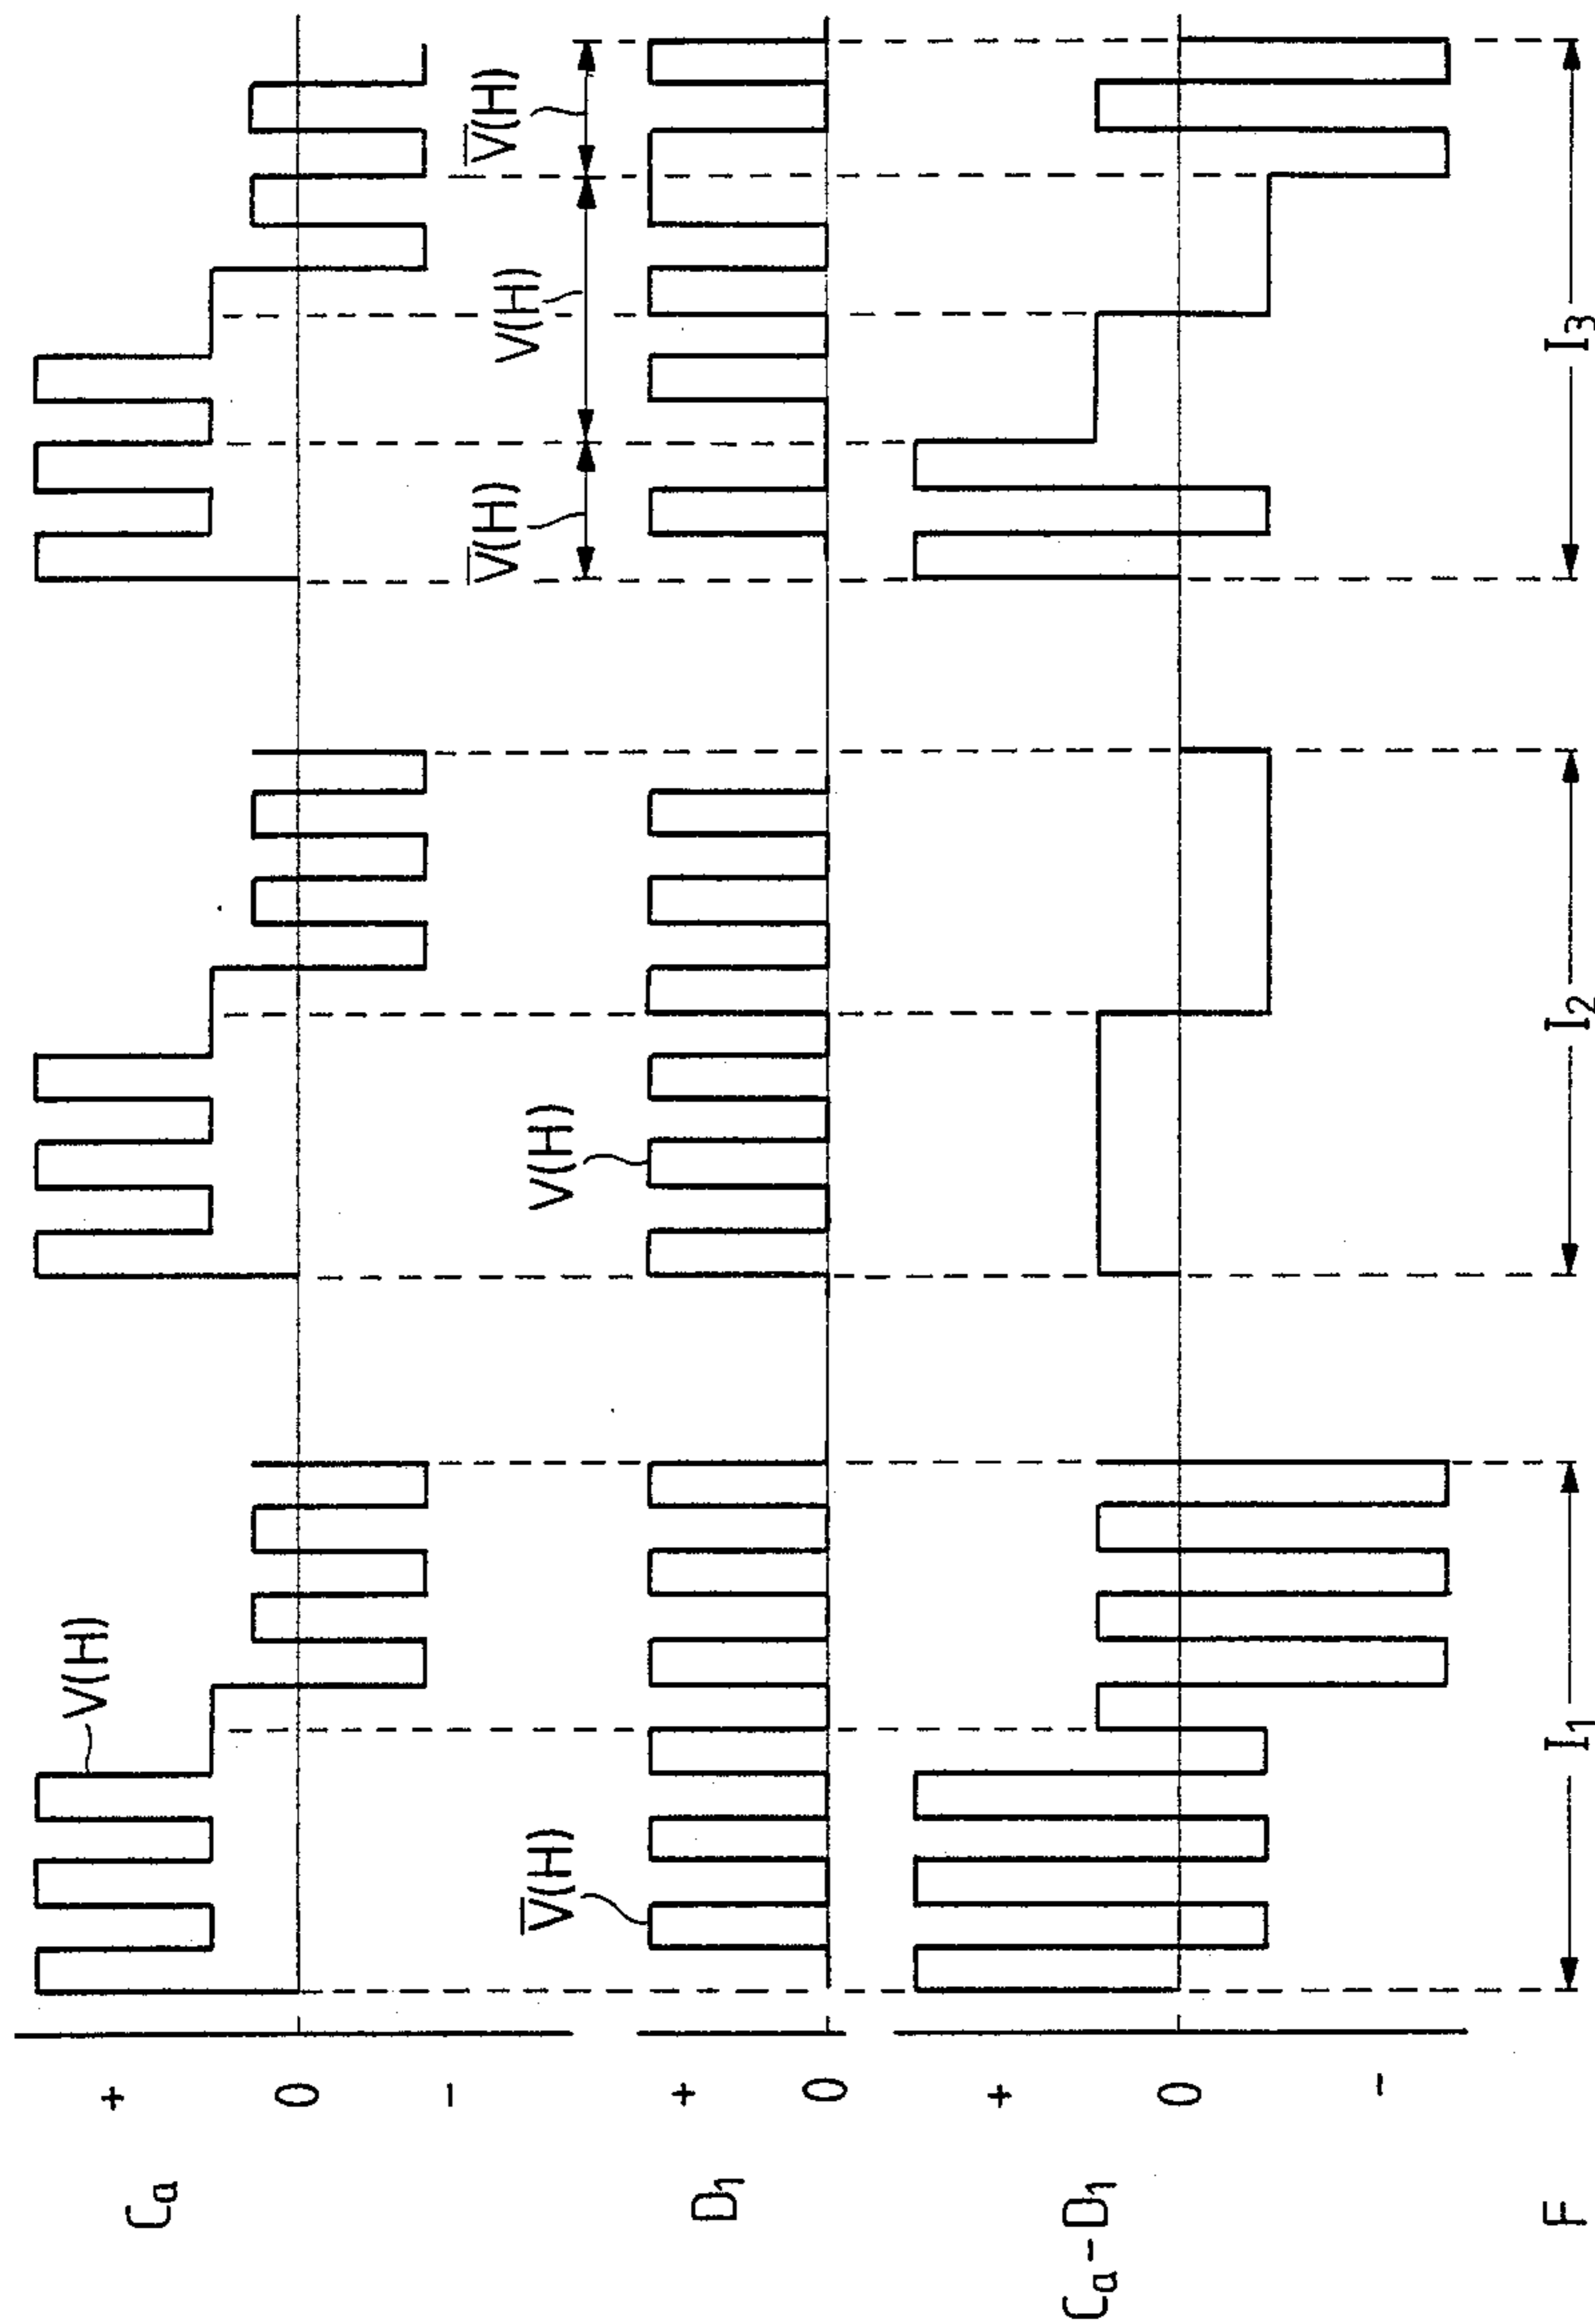 Cₐ
+
0
-
V(H)
D₁
+
0
V̅(H)
V(H)
V̅(H)
V(H)
V̅(H)
Cₐ - D₁
+
0
-
F
I₁
I₂
I₃